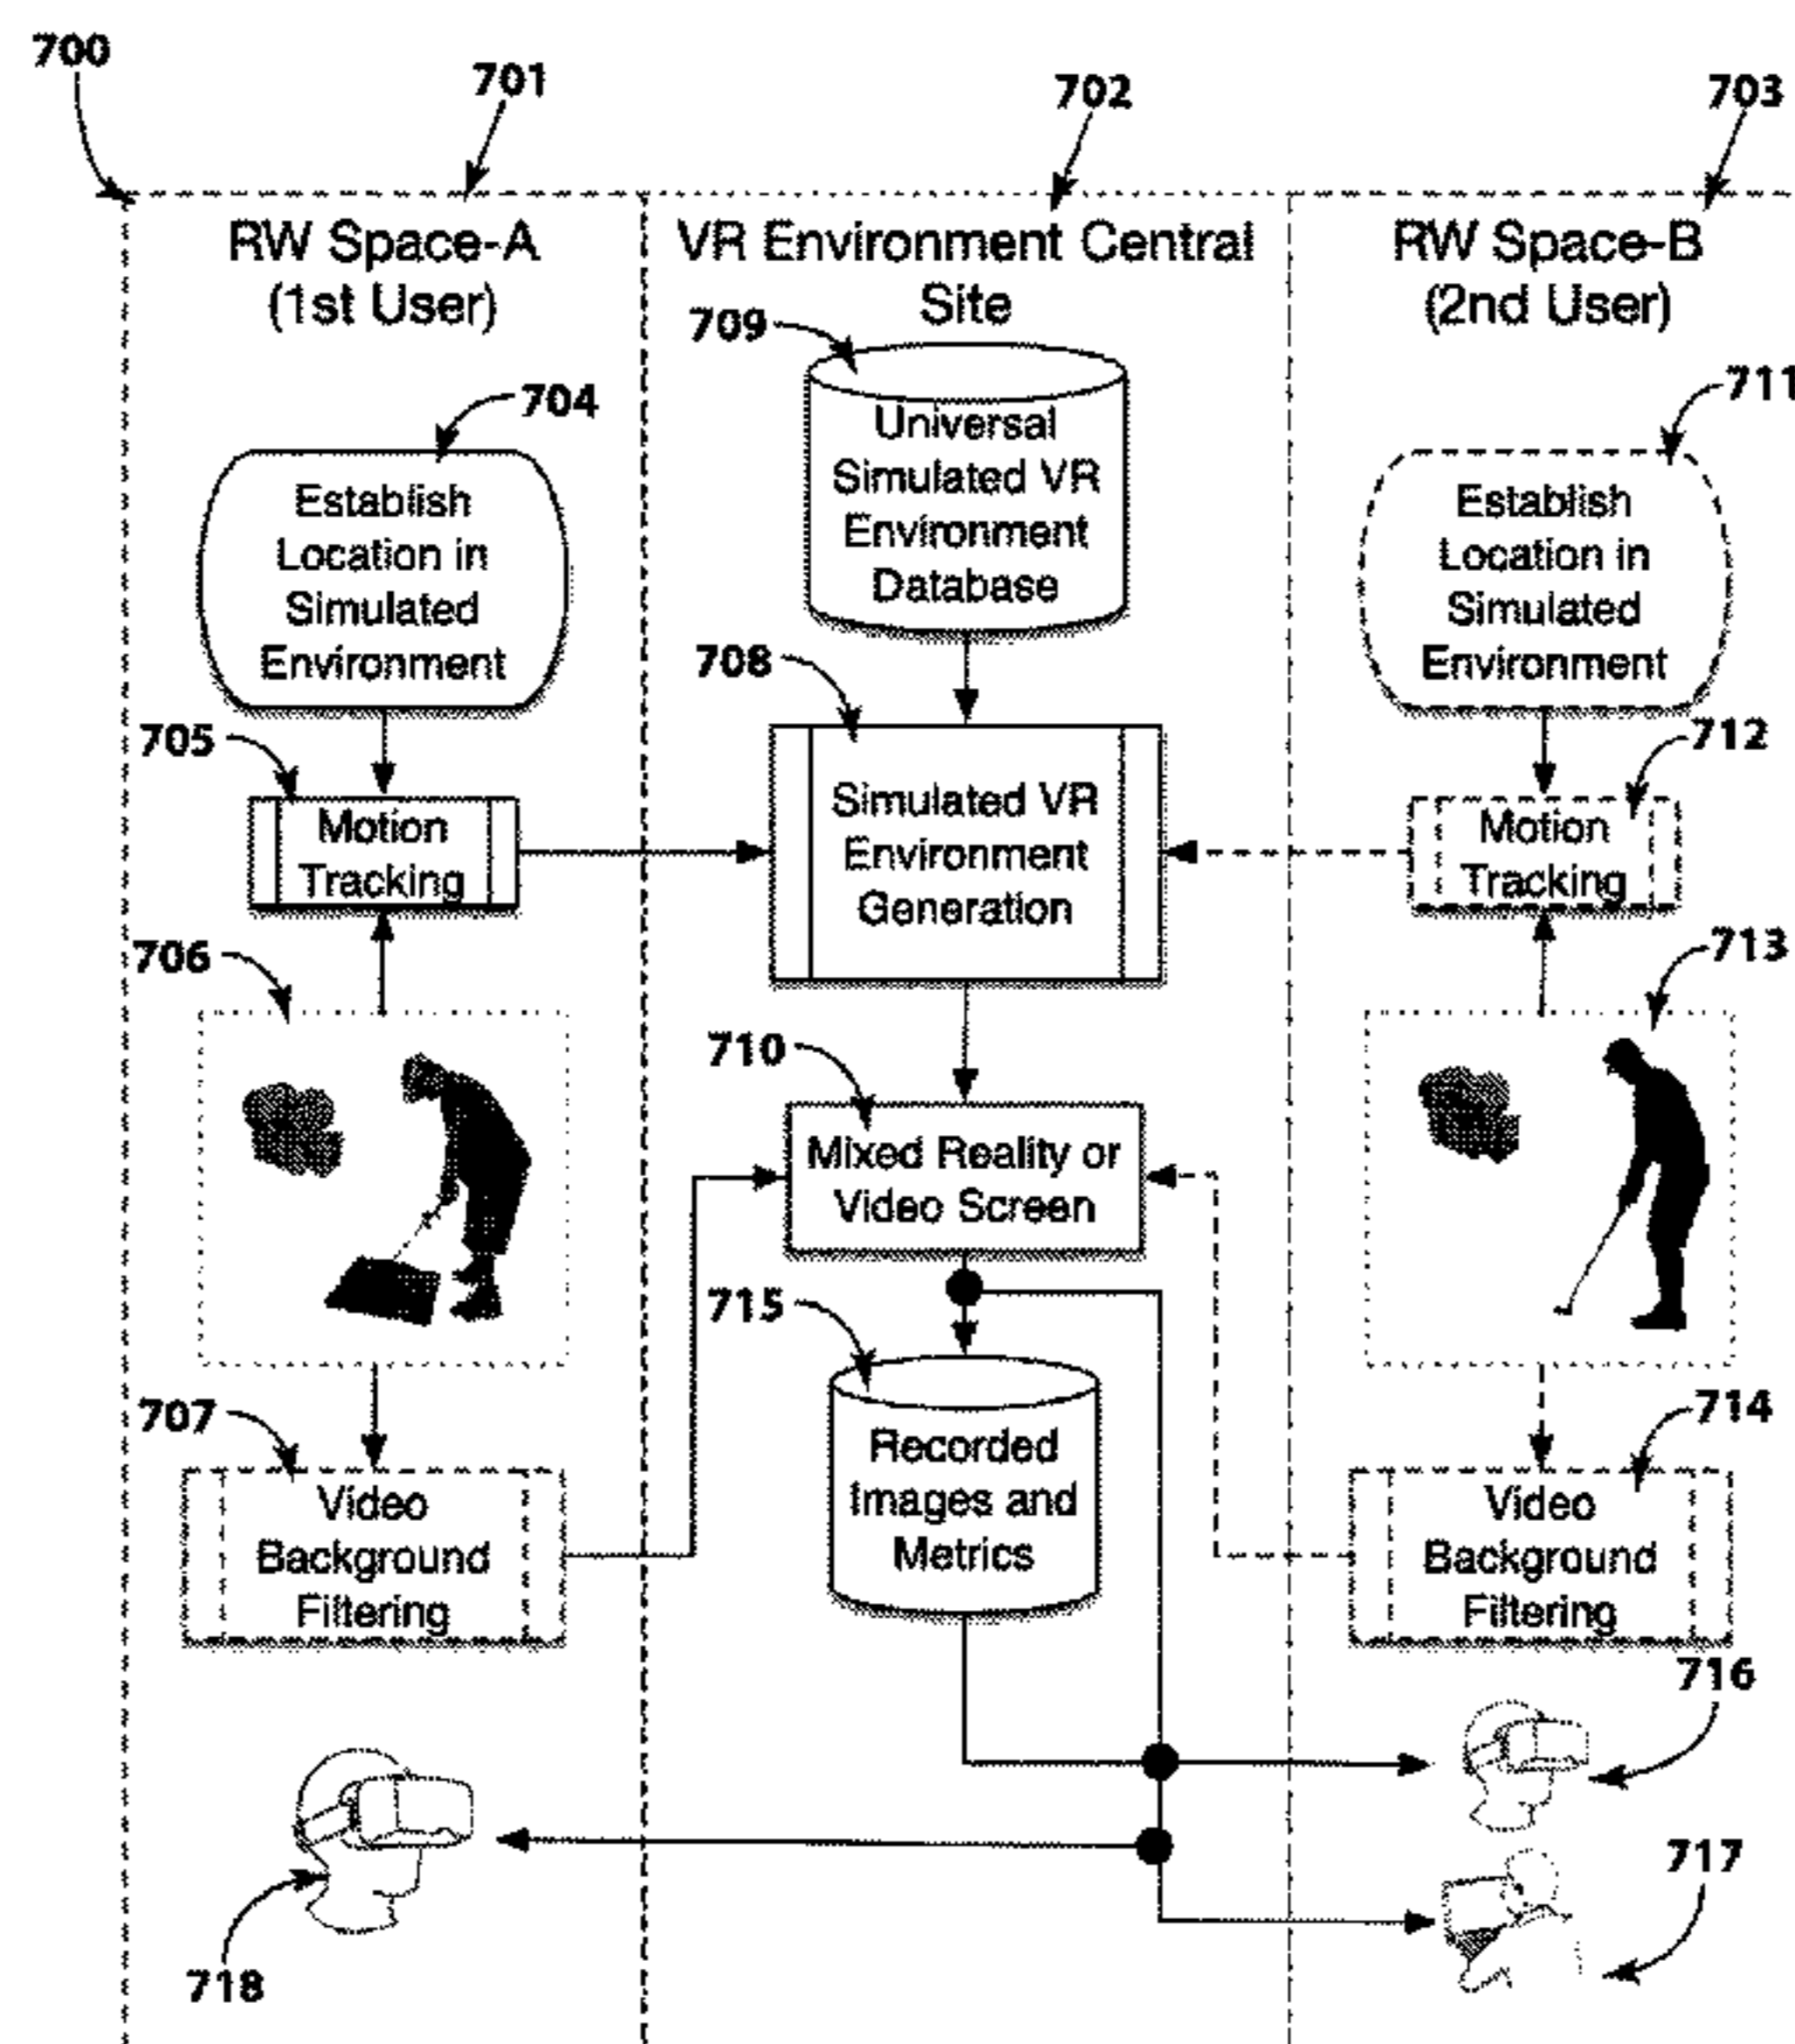 700
701
702
703
RW Space-A
(1st User)
VR Environment Central
Site
RW Space-B
(2nd User)
709
Universal
Simulated VR
Environment
Database
704
Establish
Location in
Simulated
Environment
711
Establish
Location in
Simulated
Environment
708
Simulated VR
Environment
Generation
705
Motion
Tracking
712
Motion
Tracking
706
713
710
Mixed Reality or
Video Screen
715
Recorded
Images and
Metrics
707
Video
Background
Filtering
714
Video
Background
Filtering
716
717
718